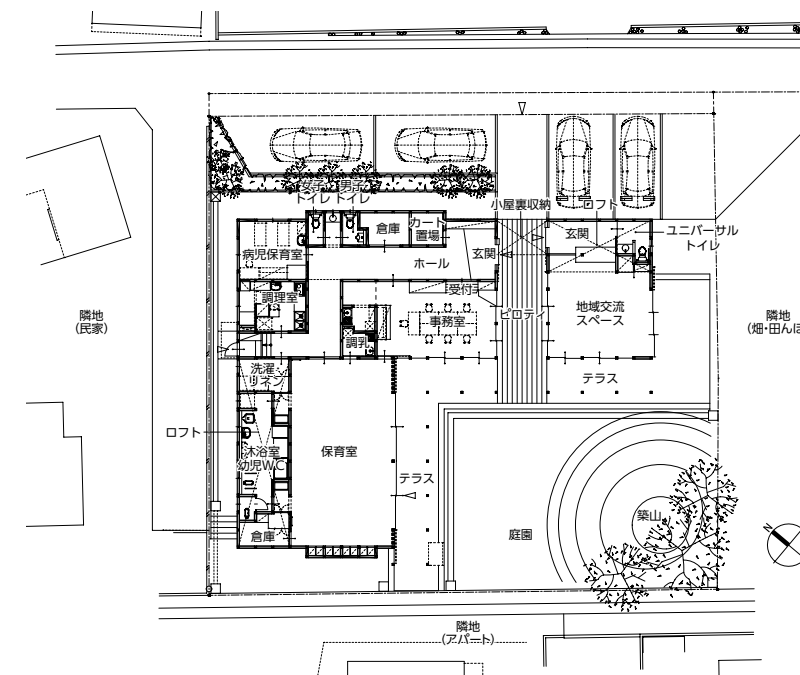 女子
トイレ
男子
トイレ
小屋裏収納
ロフト
倉庫
カート
置場
玄関
玄関
ユニバーサル
トイレ
病児保育室
ホール
調理室
受付
ピロティ
事務室
地域交流
スペース
隣地
(民家)
隣地
調乳
洗濯
リネン
テラス
ロフト
沐浴室
幼児WC
保育室
テラス
倉庫
庭園
築山
N
隣地
(アパート)